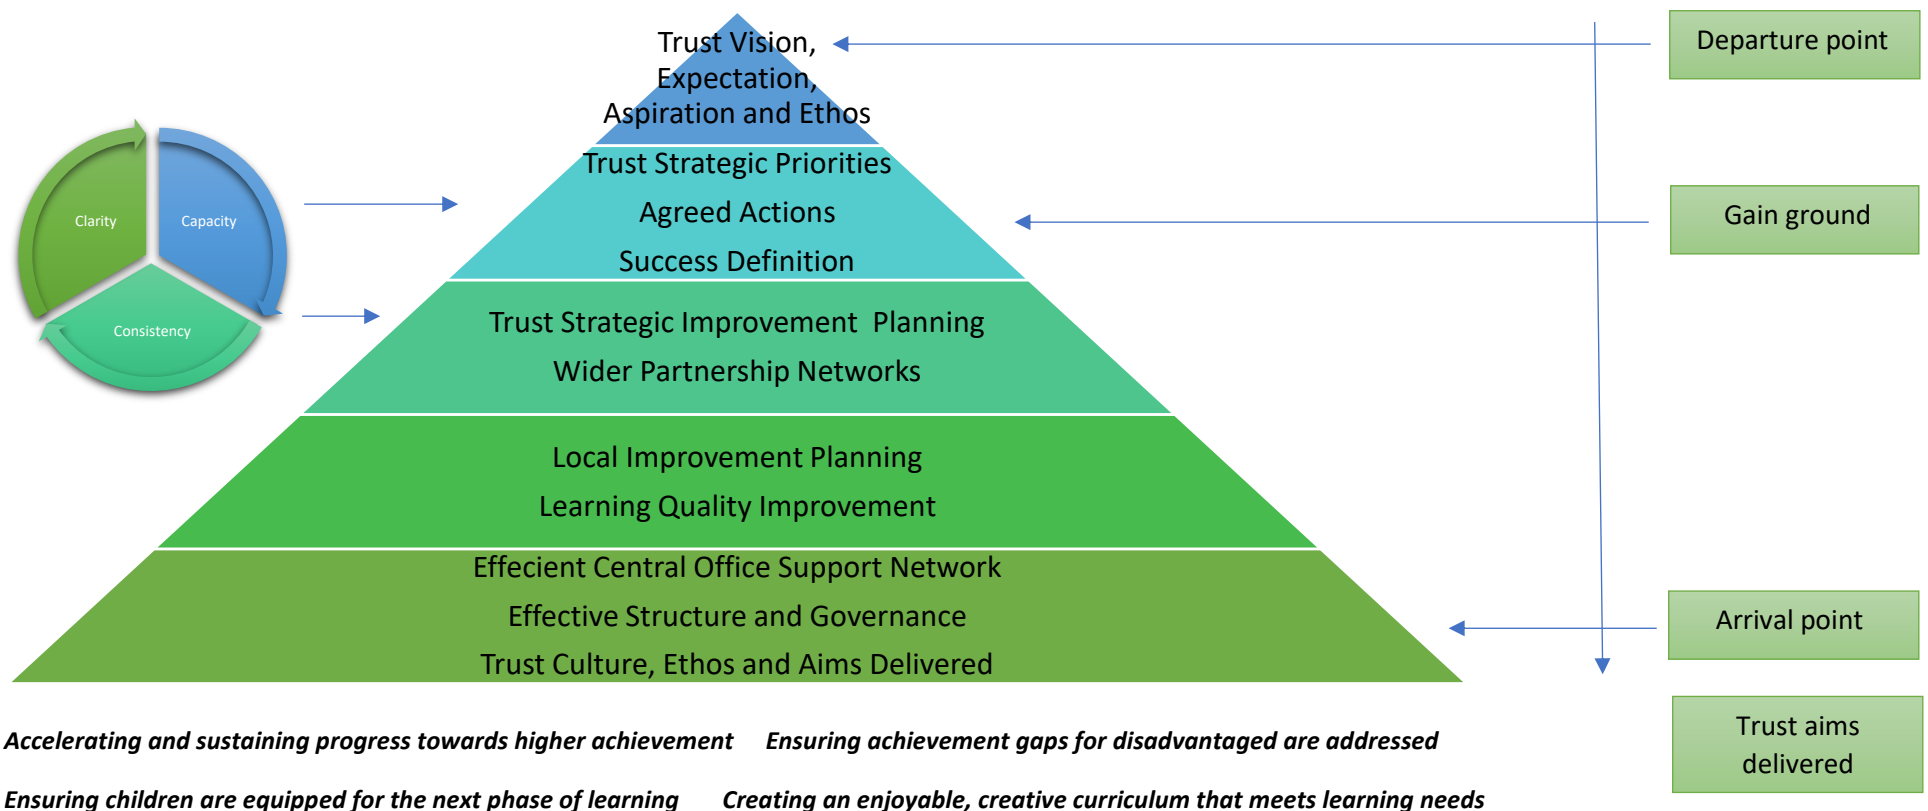 Trust Vision,
Expectation,
Aspiration and Ethos
Departure point
Trust Strategic Priorities
Agreed Actions
Success Definition
Gain ground
Clarity
Capacity
Consistency
Trust Strategic Improvement Planning
Wider Partnership Networks
Local Improvement Planning
Learning Quality Improvement
Effecient Central Office Support Network
Effective Structure and Governance
Trust Culture, Ethos and Aims Delivered
Arrival point
Trust aims
delivered
Accelerating and sustaining progress towards higher achievement Ensuring achievement gaps for disadvantaged are addressed
Ensuring children are equipped for the next phase of learning Creating an enjoyable, creative curriculum that meets learning needs